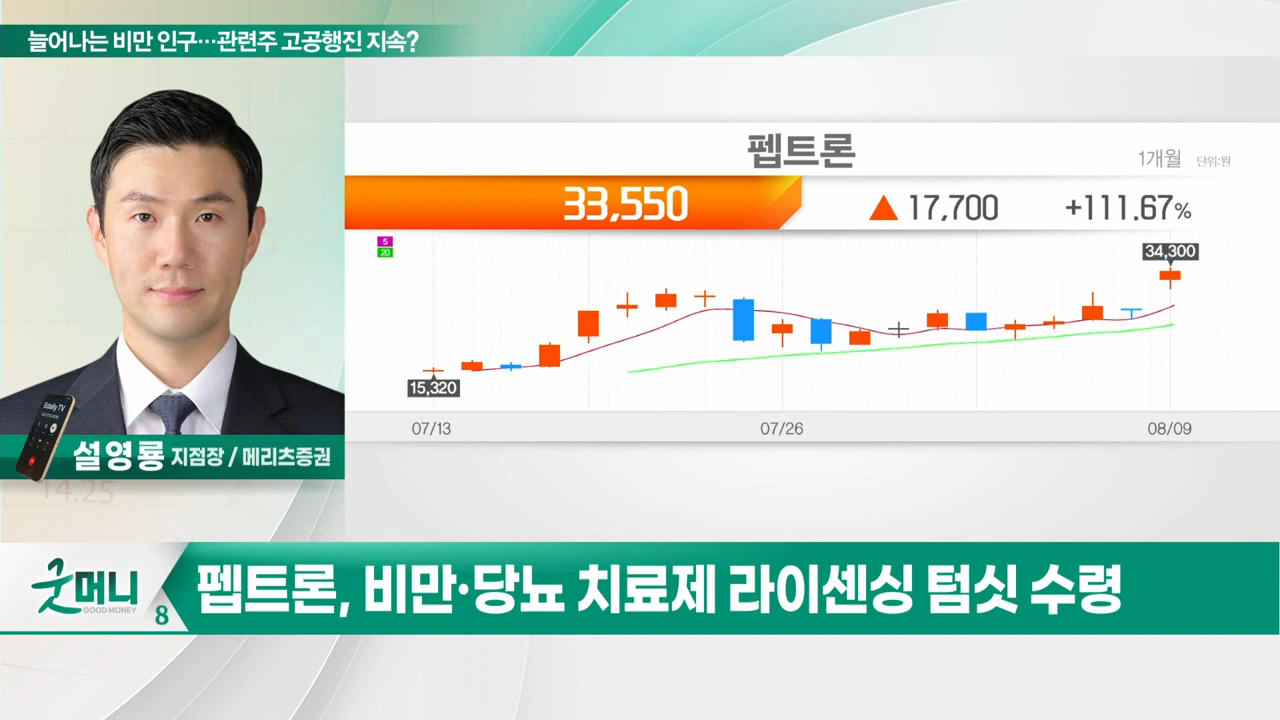 늘어나는 비만 인구…관련주 고공행진 지속?
펩트론
1개월 단위:원
33,550 ▲ 17,700 +111.67%
5
20
34,300
15,320
07/13 07/26 08/09
Edaily TV
설영룡 지점장 / 메리츠증권
14.25
굿머니
GOOD MONEY
8
펩트론, 비만·당뇨 치료제 라이센싱 텀싯 수령